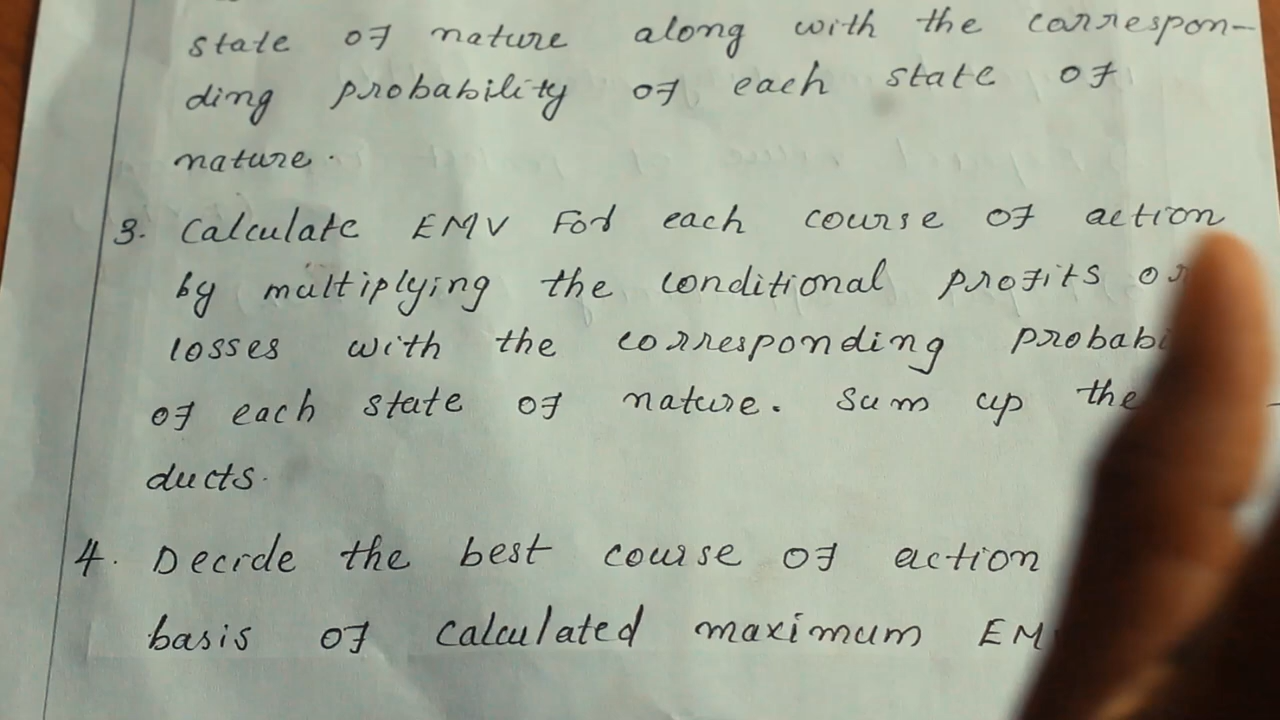 state of nature along with the correspon-
ding probability of each state of
nature.
3. Calculate EMV For each course of action
by multiplying the conditional profits or
losses with the corresponding
of each state of nature. Sum up the
ducts.
4. Decide the best course of action
basis of calculated maximum